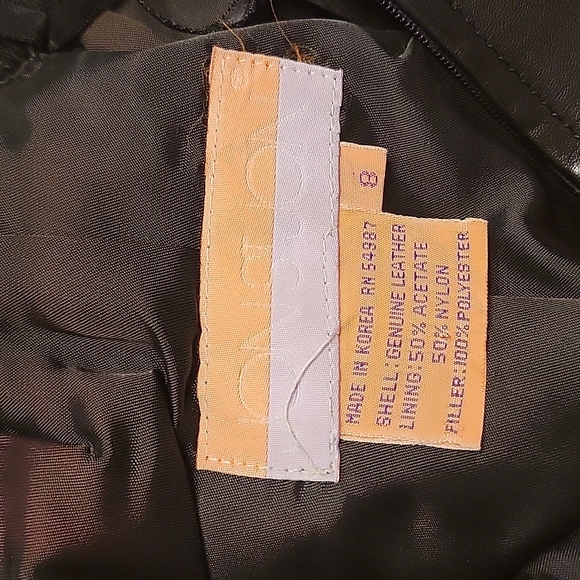 8
MADE IN KOREA RN 54987
SHELL: GENUINE LEATHER
LINING: 50% ACETATE
50% NYLON
FILLER: 100% POLYESTER